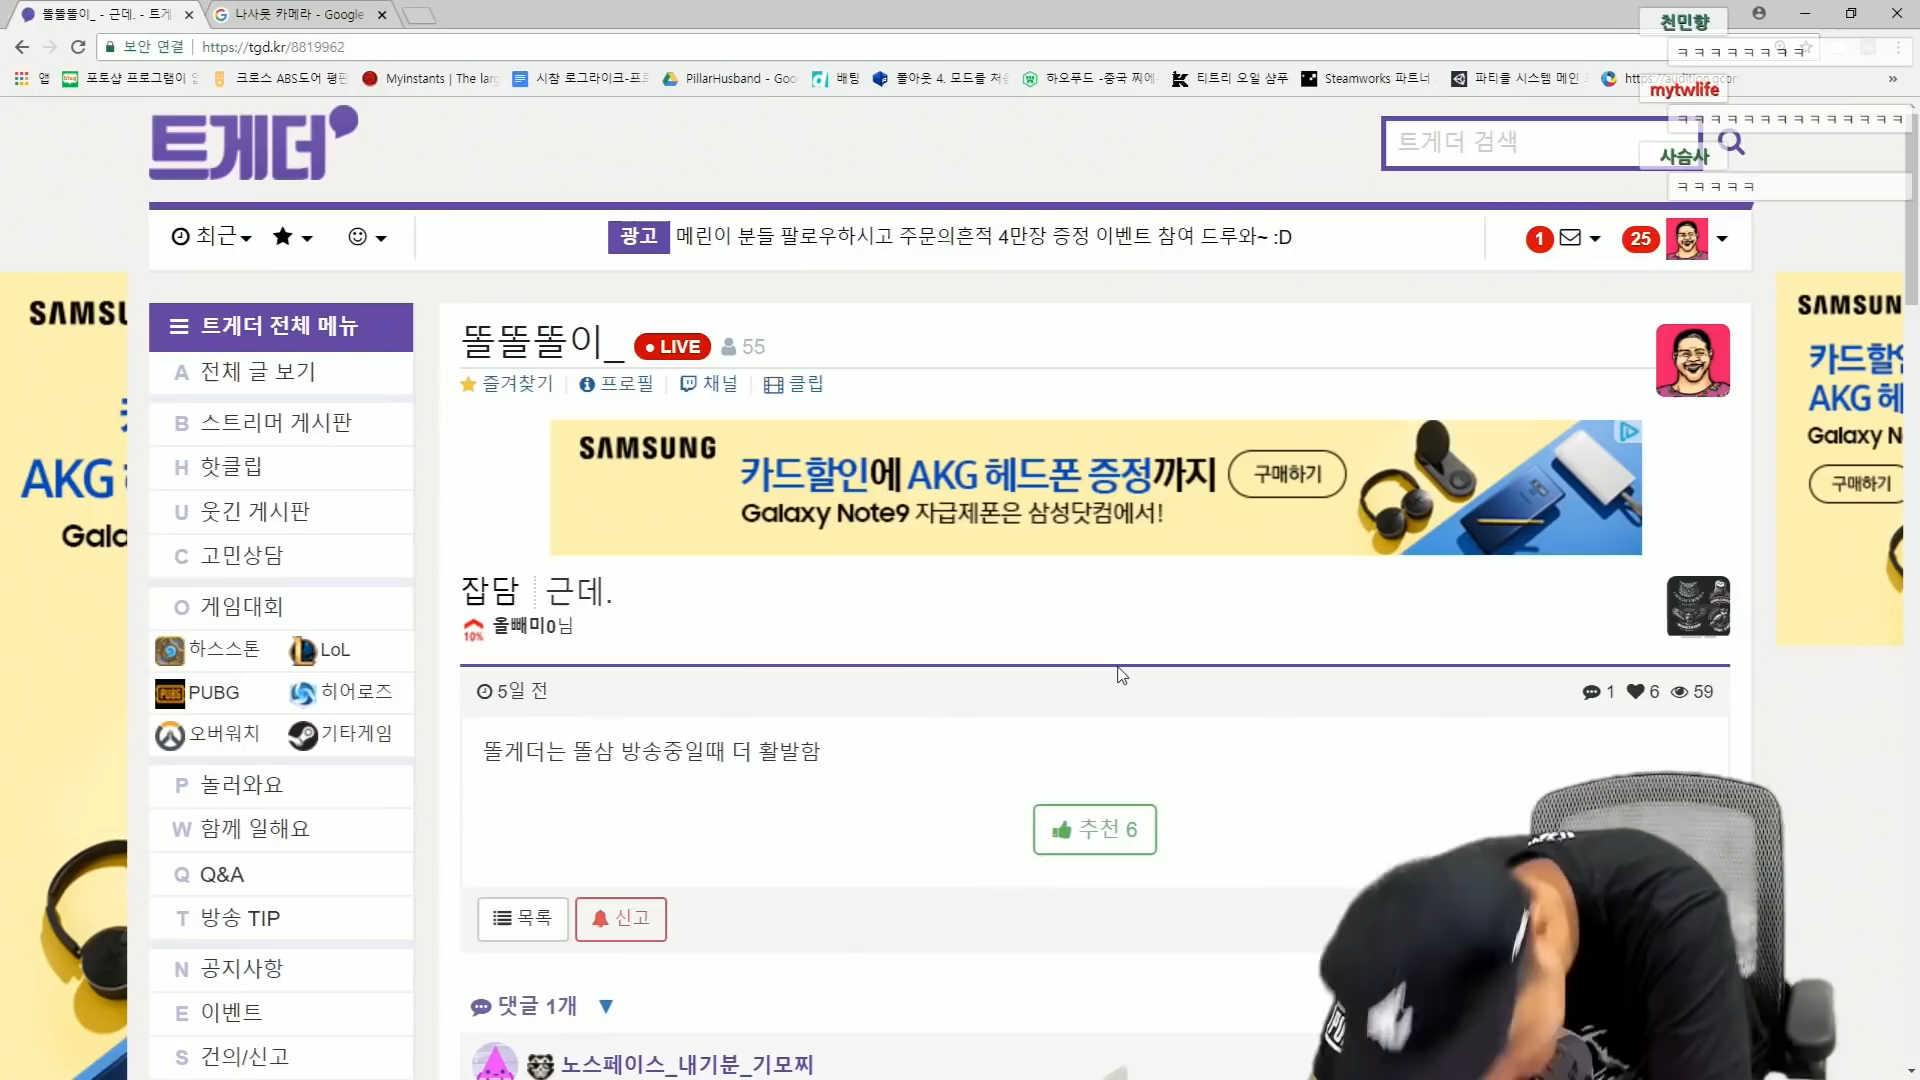 똘똘똘이_ - 근데. - 트게
나사못 카메라 - Google
보안 연결
https://tgd.kr/8819962
앱
포토샵 프로그램이
크로스 ABS도어 평판
Myinstants | The larg
시참 로그라이크-프
PillarHusband - Goo
배팅
폴아웃 4. 모드를 처음
하오푸드 -중국 찌에
티트리 오일 샴푸
Steamworks 파트너
파티클 시스템 메인
천민향
ㅋㅋㅋㅋㅋㅋㅋㅋ
mytwlife
ㅋㅋㅋㅋㅋㅋㅋㅋㅋㅋㅋㅋㅋㅋ
사슴사
ㅋㅋㅋㅋㅋ
트게더
트게더 검색
최근
광고 메린이 분들 팔로우하시고 주문의흔적 4만장 증정 이벤트 참여 드루와~ :D
1
25
트게더 전체 메뉴
A 전체 글 보기
B 스트리머 게시판
H 핫클립
U 웃긴 게시판
C 고민상담
O 게임대회
하스스톤 LoL
PUBG 히어로즈
오버워치 기타게임
P 놀러와요
W 함께 일해요
Q Q&A
T 방송 TIP
N 공지사항
E 이벤트
S 건의/신고
똘똘똘이_ LIVE 55
즐겨찾기 프로필 채널 클립
SAMSUNG
카드할인에 AKG 헤드폰 증정까지
Galaxy Note9 자급제폰은 삼성닷컴에서!
구매하기
잡담 근데.
10% 올빼미0님
5일 전
1 6 59
똘게더는 똘삼 방송중일때 더 활발함
추천 6
목록 신고
댓글 1개 ▼
노스페이스_내기분_기모찌
SAMSU
AKG
Gala
SAMSUN
카드할
AKG 헤
Galaxy N
구매하기